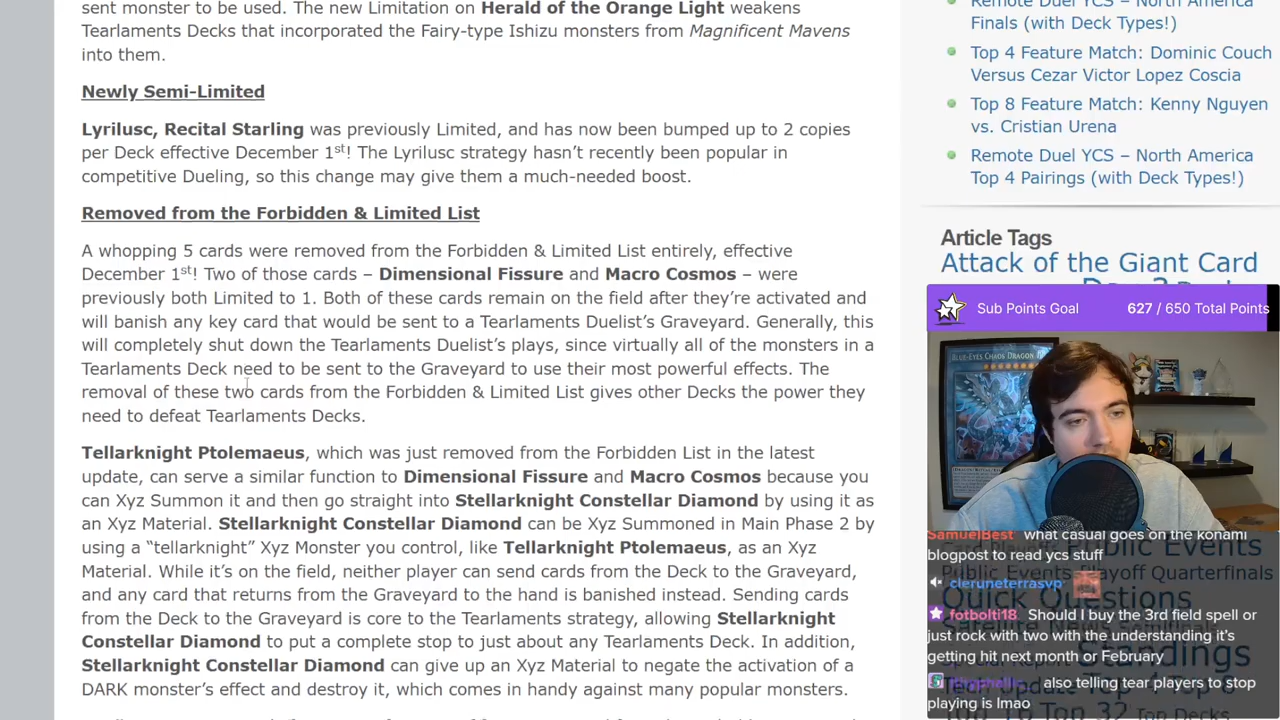 sent monster to be used. The new Limitation on Herald of the Orange Light weakens
Tearlaments Decks that incorporated the Fairy-type Ishizu monsters from Magnificent Mavens
into them.
Newly Semi-Limited
Lyrilusc, Recital Starling was previously Limited, and has now been bumped up to 2 copies
per Deck effective December 1st! The Lyrilusc strategy hasn't recently been popular in
competitive Dueling, so this change may give them a much-needed boost.
Removed from the Forbidden & Limited List
A whopping 5 cards were removed from the Forbidden & Limited List entirely, effective
December 1st! Two of those cards – Dimensional Fissure and Macro Cosmos – were
previously both Limited to 1. Both of these cards remain on the field after they're activated and
will banish any key card that would be sent to a Tearlaments Duelist's Graveyard. Generally, this
will completely shut down the Tearlaments Duelist's plays, since virtually all of the monsters in a
Tearlaments Deck need to be sent to the Graveyard to use their most powerful effects. The
removal of these two cards from the Forbidden & Limited List gives other Decks the power they
need to defeat Tearlaments Decks.
Tellarknight Ptolemaeus, which was just removed from the Forbidden List in the latest
update, can serve a similar function to Dimensional Fissure and Macro Cosmos because you
can Xyz Summon it and then go straight into Stellarknight Constellar Diamond by using it as
an Xyz Material. Stellarknight Constellar Diamond can be Xyz Summoned in Main Phase 2 by
using a "tellarknight" Xyz Monster you control, like Tellarknight Ptolemaeus, as an Xyz
Material. While it's on the field, neither player can send cards from the Deck to the Graveyard,
and any card that returns from the Graveyard to the hand is banished instead. Sending cards
from the Deck to the Graveyard is core to the Tearlaments strategy, allowing Stellarknight
Constellar Diamond to put a complete stop to just about any Tearlaments Deck. In addition,
Stellarknight Constellar Diamond can give up an Xyz Material to negate the activation of a
DARK monster's effect and destroy it, which comes in handy against many popular monsters.
Remote Duel YCS – North America
Finals (with Deck Types!)
Top 4 Feature Match: Dominic Couch
Versus Cezar Victor Lopez Coscia
Top 8 Feature Match: Kenny Nguyen
vs. Cristian Urena
Remote Duel YCS – North America
Top 4 Pairings (with Deck Types!)
Article Tags
Attack of the Giant Card
Sub Points Goal 627 / 650 Total Points
BLUE-EYES CHAOS DRAGON
SamuelBest what casual goes on the konami
blogpost to read ycs stuff
Public Events
cleruneterrasvp
Public Events Playoff Quarterfinals
Quick Questions
fotbolti18 Should I buy the 3rd field spell or
just rock with two with the understanding it's
getting hit next month or February
Standings
also telling tear players to stop
playing is lmao
Top 16 Top 32 Top Decks